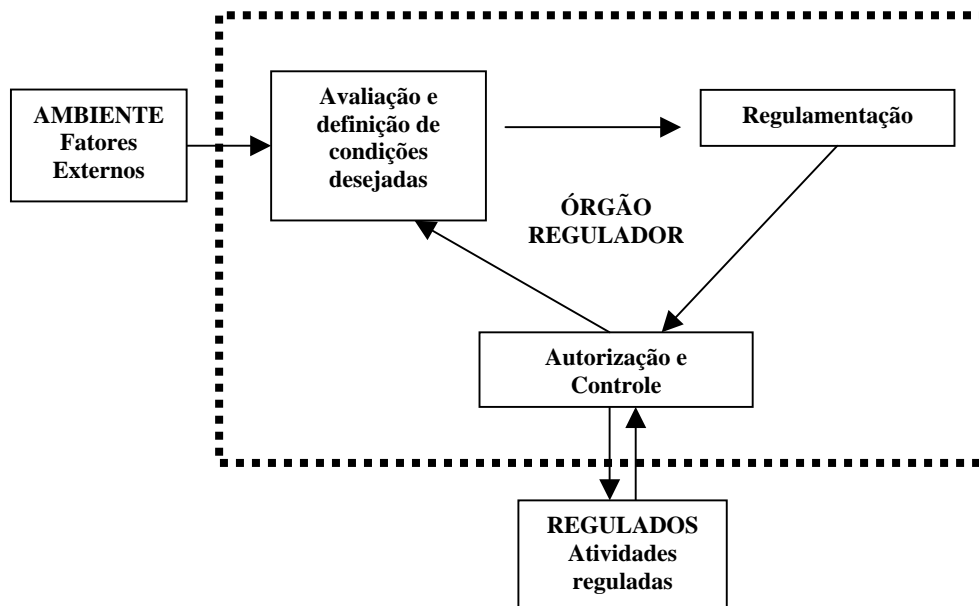 AMBIENTE
Fatores
Externos
Avaliação e
definição de
condições
desejadas
Regulamentação
ÓRGÃO
REGULADOR
Autorização e
Controle
REGULADOS
Atividades
reguladas